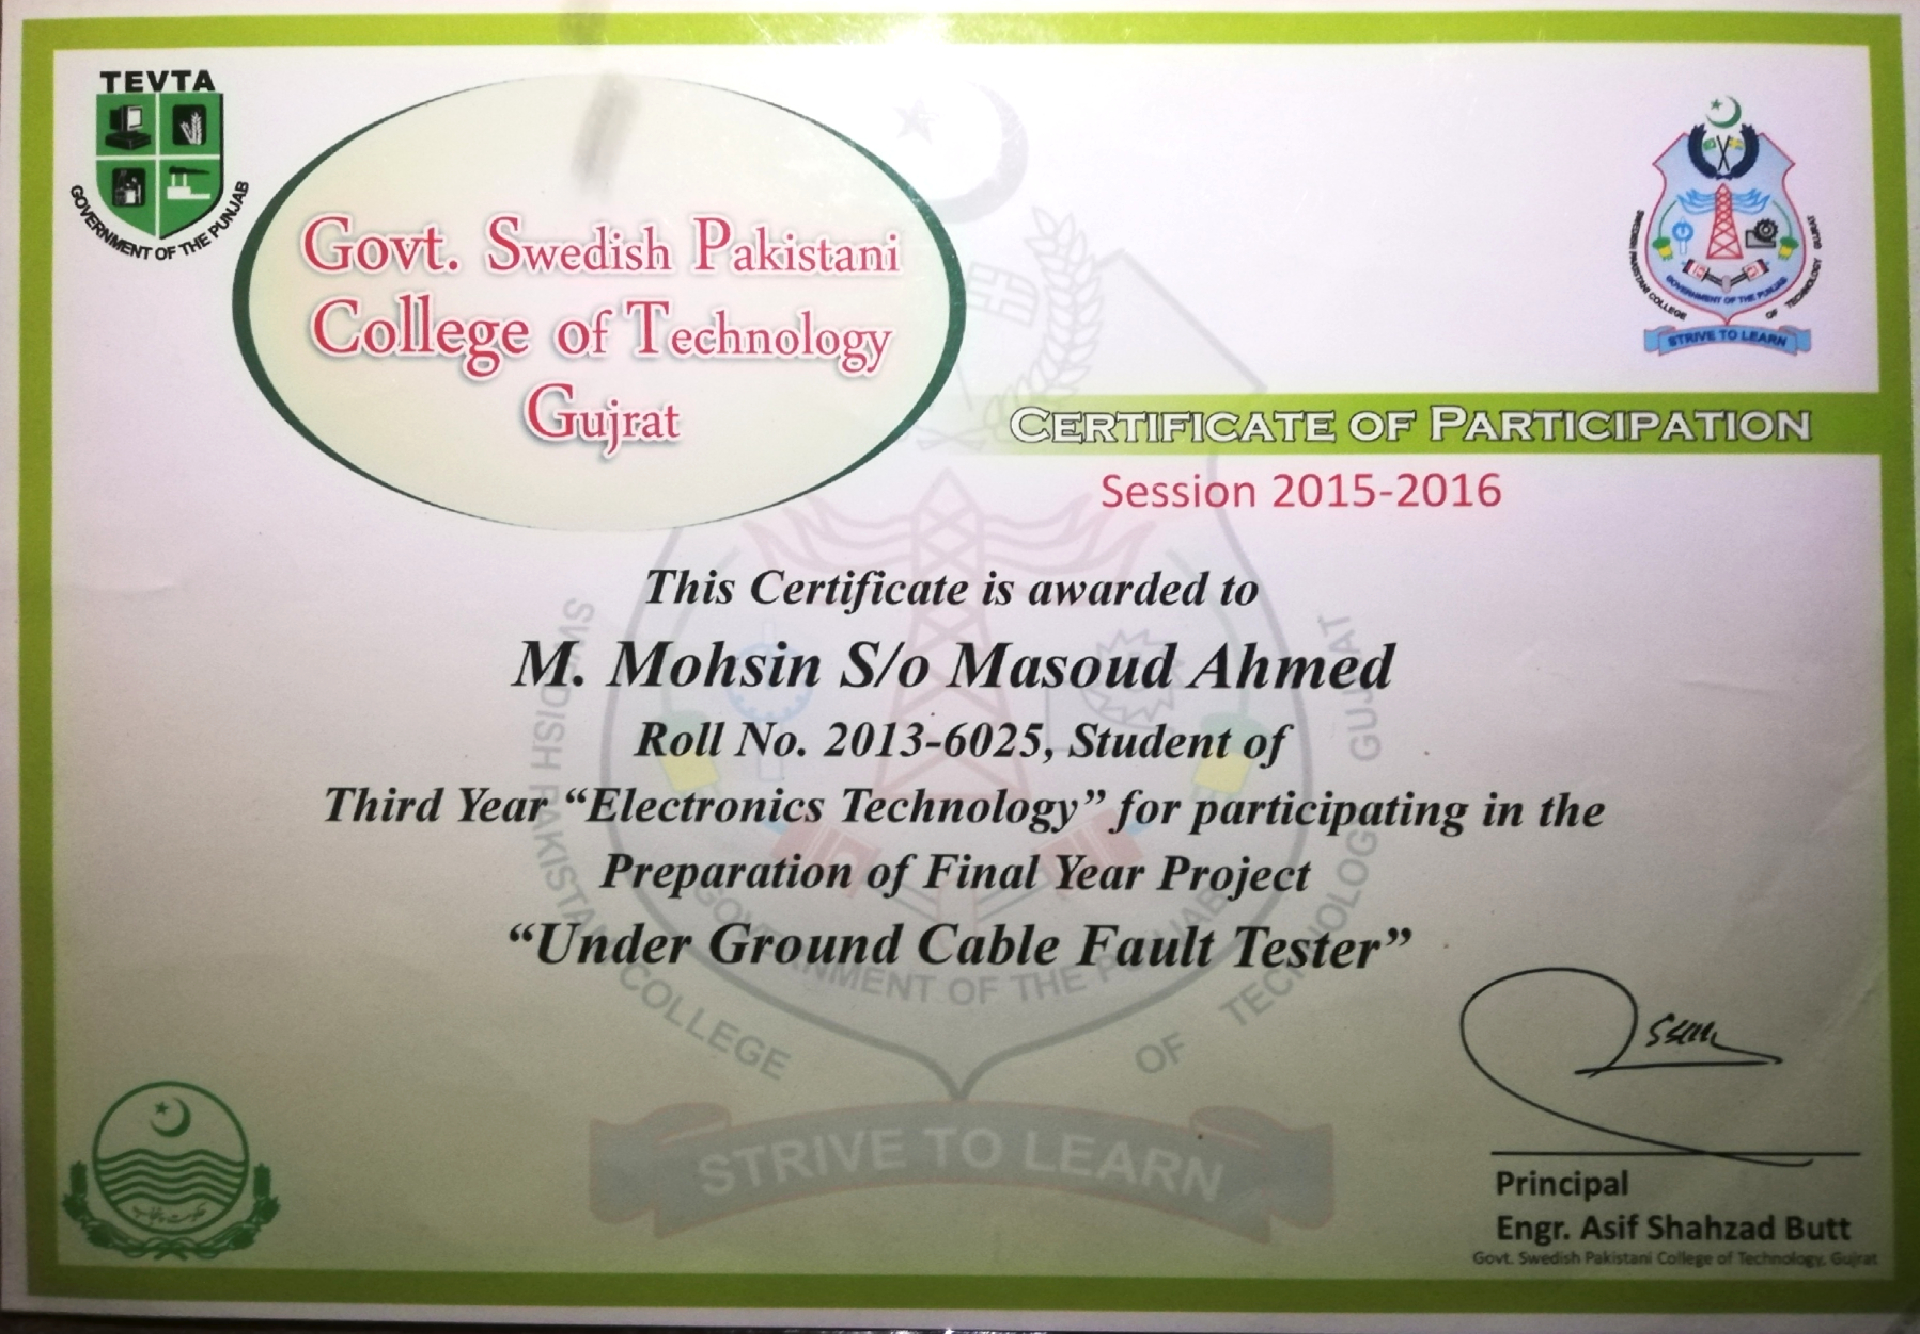 TEVTA
GOVERNMENT OF THE PUNJAB
Govt. Swedish Pakistani
College of Technology
Gujrat
SWEDISH PAKISTANI COLLEGE OF TECHNOLOGY GUJRAT
GOVERNMENT OF THE PUNJAB
STRIVE TO LEARN
CERTIFICATE OF PARTICIPATION
Session 2015-2016
This Certificate is awarded to
M. Mohsin S/o Masoud Ahmed
Roll No. 2013-6025, Student of
Third Year “Electronics Technology” for participating in the
Preparation of Final Year Project
“Under Ground Cable Fault Tester”
SWEDISH PAKISTANI COLLEGE OF TECHNOLOGY GUJRAT
GOVERNMENT OF THE PUNJAB
STRIVE TO LEARN
Principal
Engr. Asif Shahzad Butt
Govt. Swedish Pakistani College of Technology, Gujrat